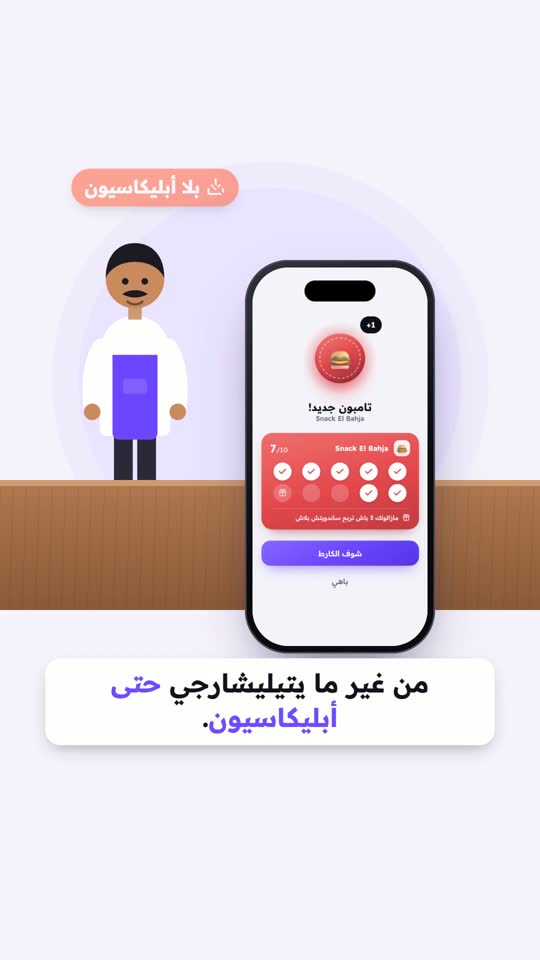 بلا أبليكاسيون
+1
تامبون جديد!
Snack El Bahja
Snack El Bahja
7/10
مازالولك 3 باش تربح ساندويتش بلاش
شوف الكارط
باهي
من غير ما يتيليشارجي حتى
أبليكاسيون.